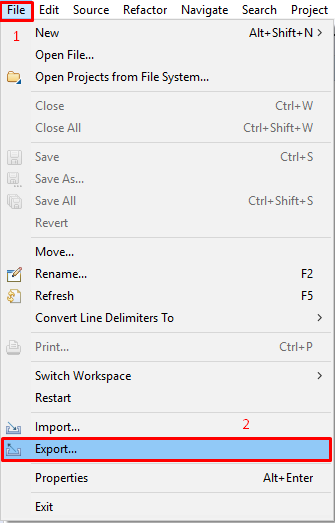 File Edit Source Refactor Navigate Search Project
1
New Alt+Shift+N >
Open File...
Open Projects from File System...
Close Ctrl+W
Close All Ctrl+Shift+W
Save Ctrl+S
Save As...
Save All Ctrl+Shift+S
Revert
Move...
Rename... F2
Refresh F5
Convert Line Delimiters To >
Print... Ctrl+P
Switch Workspace >
Restart
Import... 2
Export...
Properties Alt+Enter
Exit